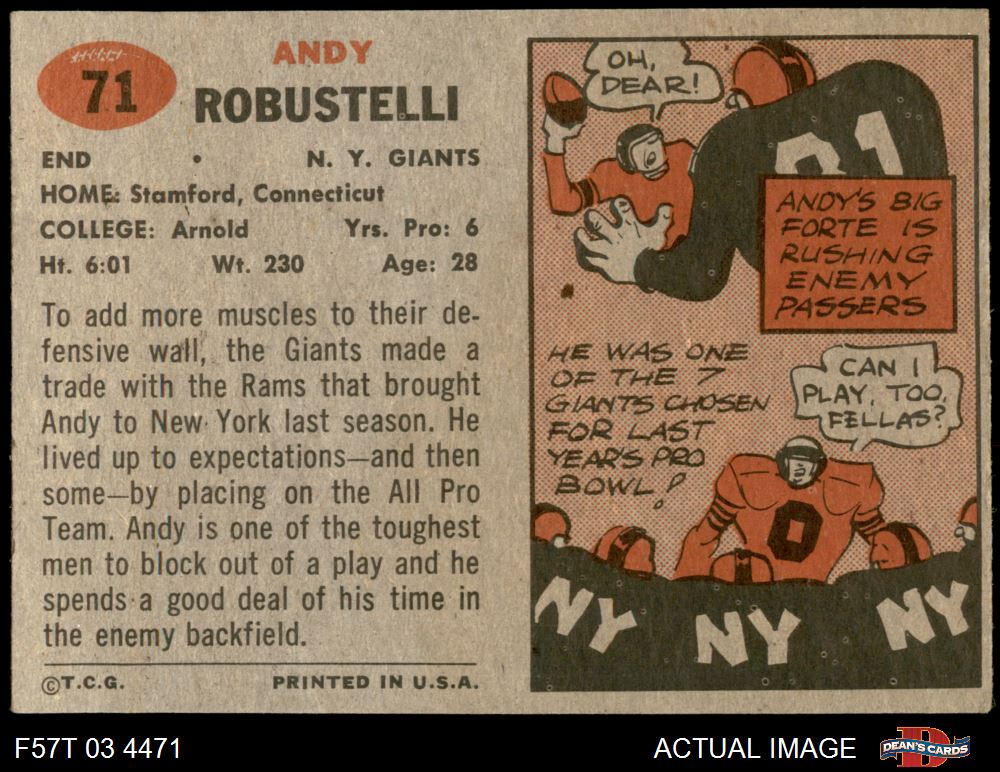 71
ANDY
ROBUSTELLI
END • N. Y. GIANTS
HOME: Stamford, Connecticut
COLLEGE: Arnold Yrs. Pro: 6
Ht. 6:01 Wt. 230 Age: 28
To add more muscles to their de-
fensive wall, the Giants made a
trade with the Rams that brought
Andy to New York last season. He
lived up to expectations—and then
some—by placing on the All Pro
Team. Andy is one of the toughest
men to block out of a play and he
spends a good deal of his time in
the enemy backfield.
©T.C.G. PRINTED IN U.S.A.
OH,
DEAR!
81
ANDY'S BIG
FORTE IS
RUSHING
ENEMY
PASSERS
HE WAS ONE
OF THE 7
GIANTS CHOSEN
FOR LAST
YEAR'S PRO
BOWL!
CAN I
PLAY, TOO,
FELLAS?
0
NY NY NY
F57T 03 4471 ACTUAL IMAGE
D
DEAN'S CARDS